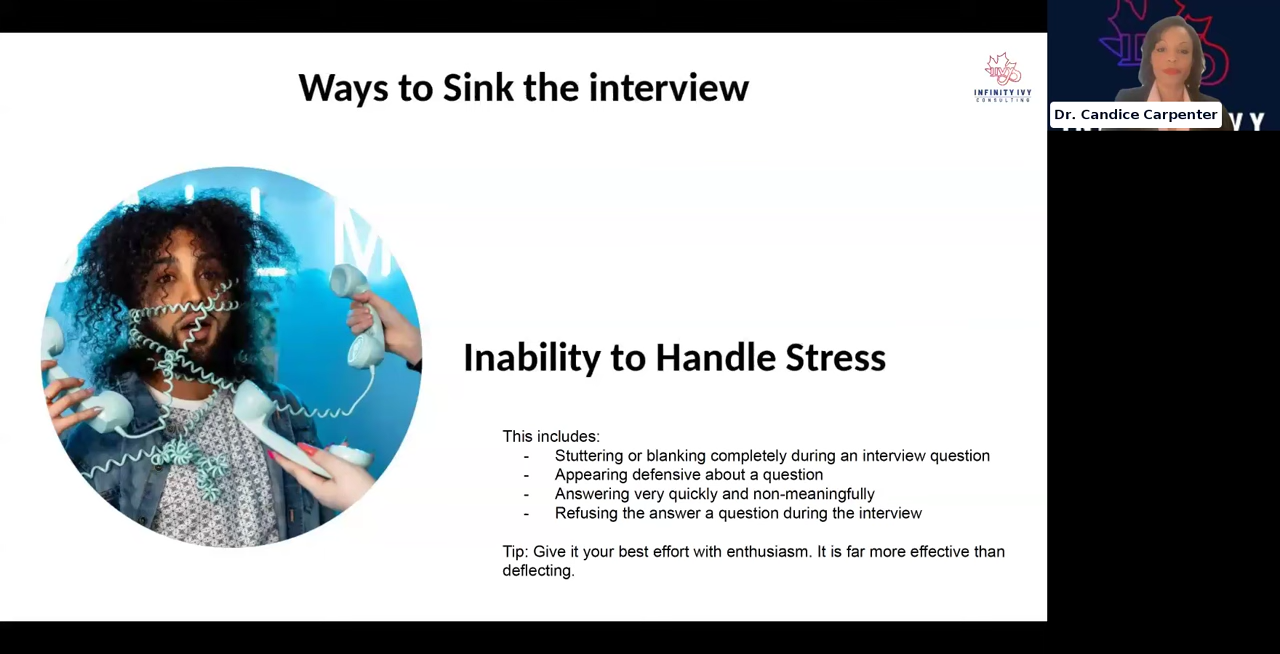 Ways to Sink the interview
INFINITY IVY
CONSULTING
Dr. Candice Carpenter
VY
Inability to Handle Stress
This includes:
- Stuttering or blanking completely during an interview question
- Appearing defensive about a question
- Answering very quickly and non-meaningfully
- Refusing the answer a question during the interview
Tip: Give it your best effort with enthusiasm. It is far more effective than
deflecting.